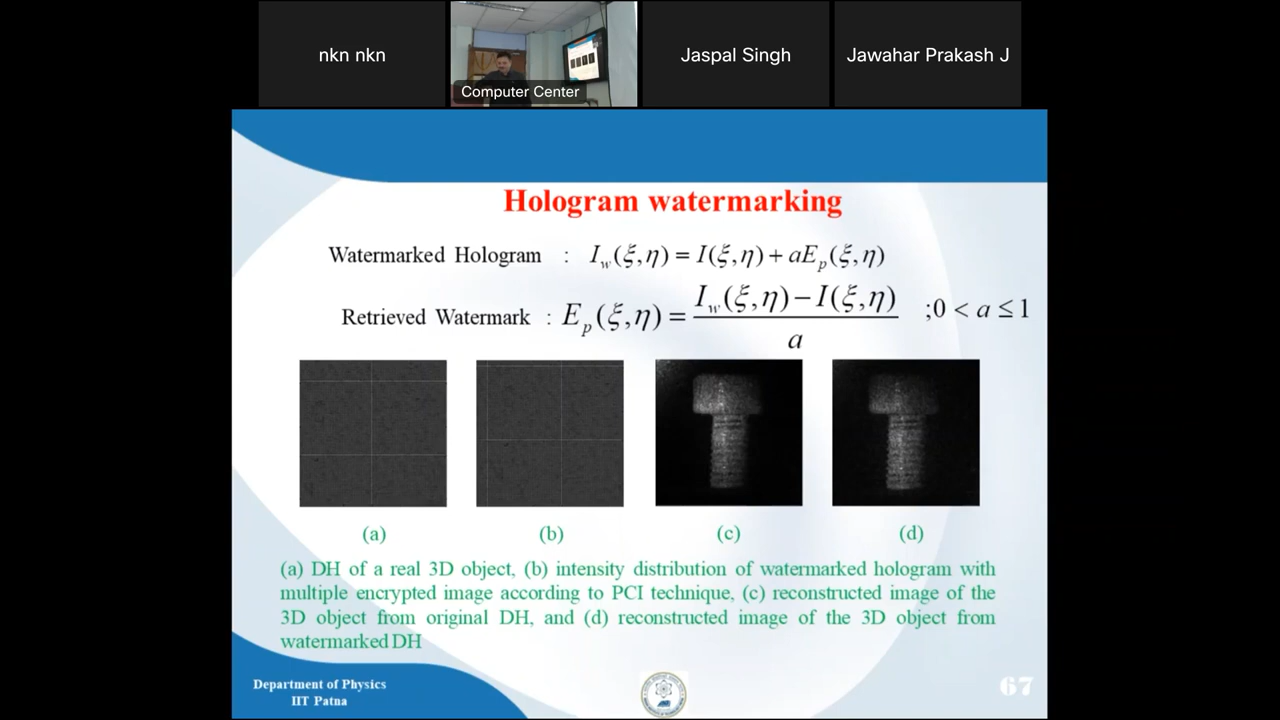 nkn nkn
Computer Center
Jaspal Singh
Jawahar Prakash J
Hologram watermarking
Watermarked Hologram : I_w(ξ,η) = I(ξ,η) + aE_p(ξ,η)
Retrieved Watermark : E_p(ξ,η) = (I_w(ξ,η) − I(ξ,η)) / a ;0 < a ≤ 1
(a) (b) (c) (d)
(a) DH of a real 3D object, (b) intensity distribution of watermarked hologram with
multiple encrypted image according to PCI technique, (c) reconstructed image of the
3D object from original DH, and (d) reconstructed image of the 3D object from
watermarked DH
Department of Physics
IIT Patna
67